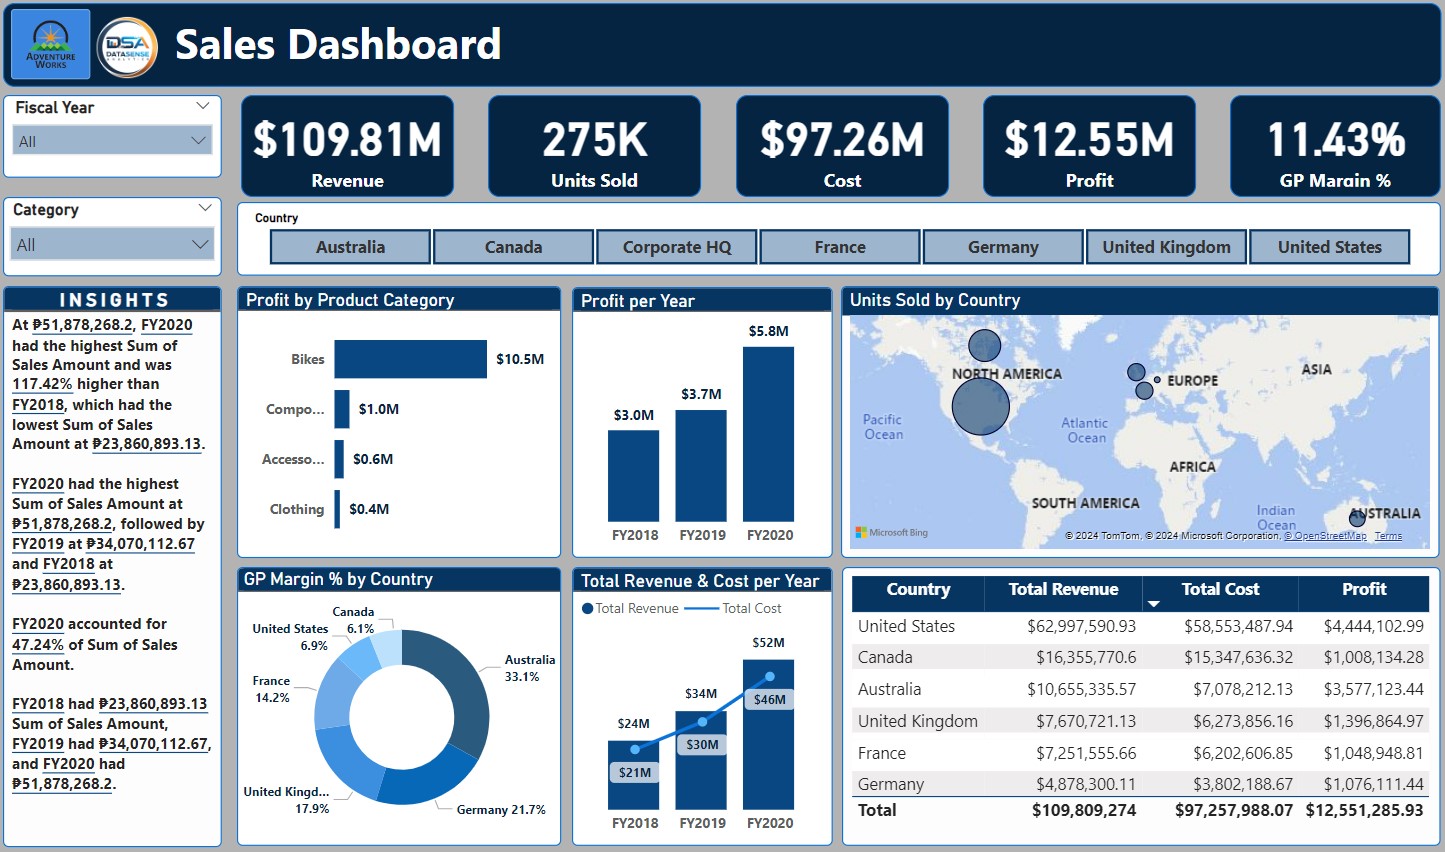 ADVENTURE
WORKS
DSA
DATASENSE
Sales Dashboard
Fiscal Year
All
Category
All
$109.81M
Revenue
275K
Units Sold
$97.26M
Cost
$12.55M
Profit
11.43%
GP Margin %
Country
Australia
Canada
Corporate HQ
France
Germany
United Kingdom
United States
INSIGHTS
At ₱51,878,268.2, FY2020
had the highest Sum of
Sales Amount and was
117.42% higher than
FY2018, which had the
lowest Sum of Sales
Amount at ₱23,860,893.13.
FY2020 had the highest
Sum of Sales Amount at
₱51,878,268.2, followed by
FY2019 at ₱34,070,112.67
and FY2018 at
₱23,860,893.13.
FY2020 accounted for
47.24% of Sum of Sales
Amount.
FY2018 had ₱23,860,893.13
Sum of Sales Amount,
FY2019 had ₱34,070,112.67,
and FY2020 had
₱51,878,268.2.
Profit by Product Category
Bikes $10.5M
Compo... $1.0M
Accesso... $0.6M
Clothing $0.4M
Profit per Year
$3.0M
$3.7M
$5.8M
FY2018 FY2019 FY2020
Units Sold by Country
NORTH AMERICA
EUROPE
ASIA
Pacific
Ocean
Atlantic
Ocean
AFRICA
SOUTH AMERICA
Indian
Ocean
AUSTRALIA
Microsoft Bing
© 2024 TomTom, © 2024 Microsoft Corporation, © OpenStreetMap Terms
GP Margin % by Country
Canada
6.1%
United States
6.9%
France
14.2%
United Kingd...
17.9%
Germany 21.7%
Australia
33.1%
Total Revenue & Cost per Year
Total Revenue Total Cost
$24M
$34M
$52M
$21M
$30M
$46M
FY2018 FY2019 FY2020
Country Total Revenue Total Cost Profit
United States $62,997,590.93 $58,553,487.94 $4,444,102.99
Canada $16,355,770.6 $15,347,636.32 $1,008,134.28
Australia $10,655,335.57 $7,078,212.13 $3,577,123.44
United Kingdom $7,670,721.13 $6,273,856.16 $1,396,864.97
France $7,251,555.66 $6,202,606.85 $1,048,948.81
Germany $4,878,300.11 $3,802,188.67 $1,076,111.44
Total $109,809,274 $97,257,988.07 $12,551,285.93